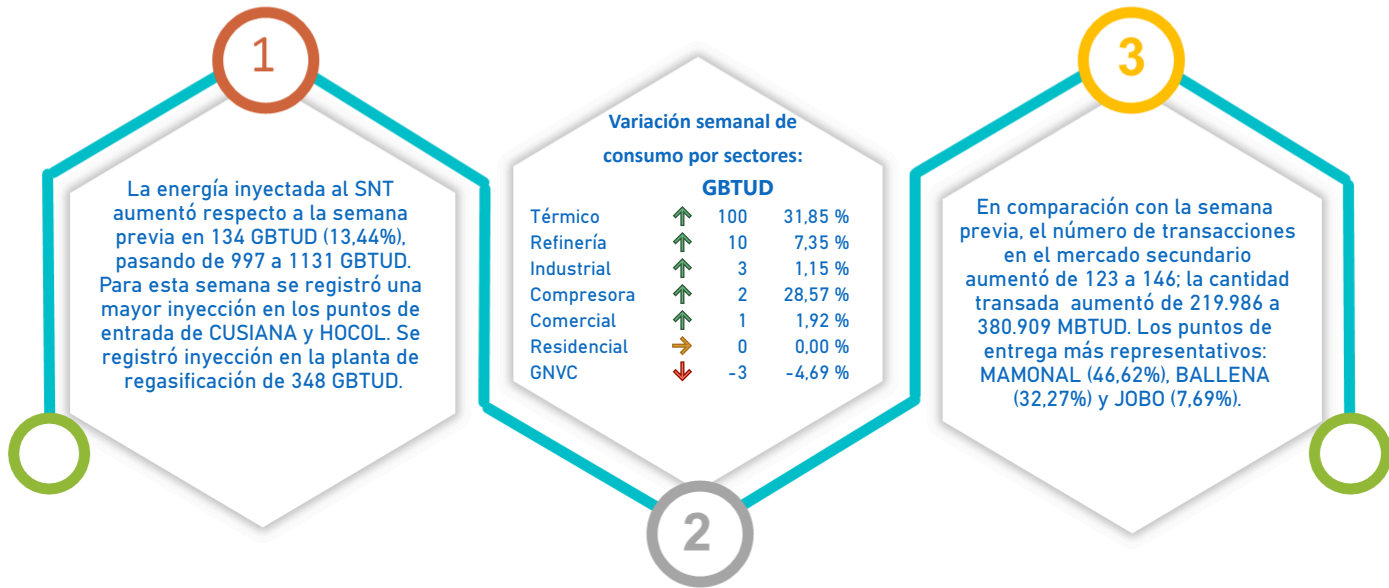 1
La energía inyectada al SNT
aumentó respecto a la semana
previa en 134 GBTUD (13,44%),
pasando de 997 a 1131 GBTUD.
Para esta semana se registró una
mayor inyección en los puntos de
entrada de CUSIANA y HOCOL. Se
registró inyección en la planta de
regasificación de 348 GBTUD.
Variación semanal de
consumo por sectores:
GBTUD
Térmico 100 31,85 %
Refinería 10 7,35 %
Industrial 3 1,15 %
Compresora 2 28,57 %
Comercial 1 1,92 %
Residencial 0 0,00 %
GNVC -3 -4,69 %
2
3
En comparación con la semana
previa, el número de transacciones
en el mercado secundario
aumentó de 123 a 146; la cantidad
transada aumentó de 219.986 a
380.909 MBTUD. Los puntos de
entrega más representativos:
MAMONAL (46,62%), BALLENA
(32,27%) y JOBO (7,69%).